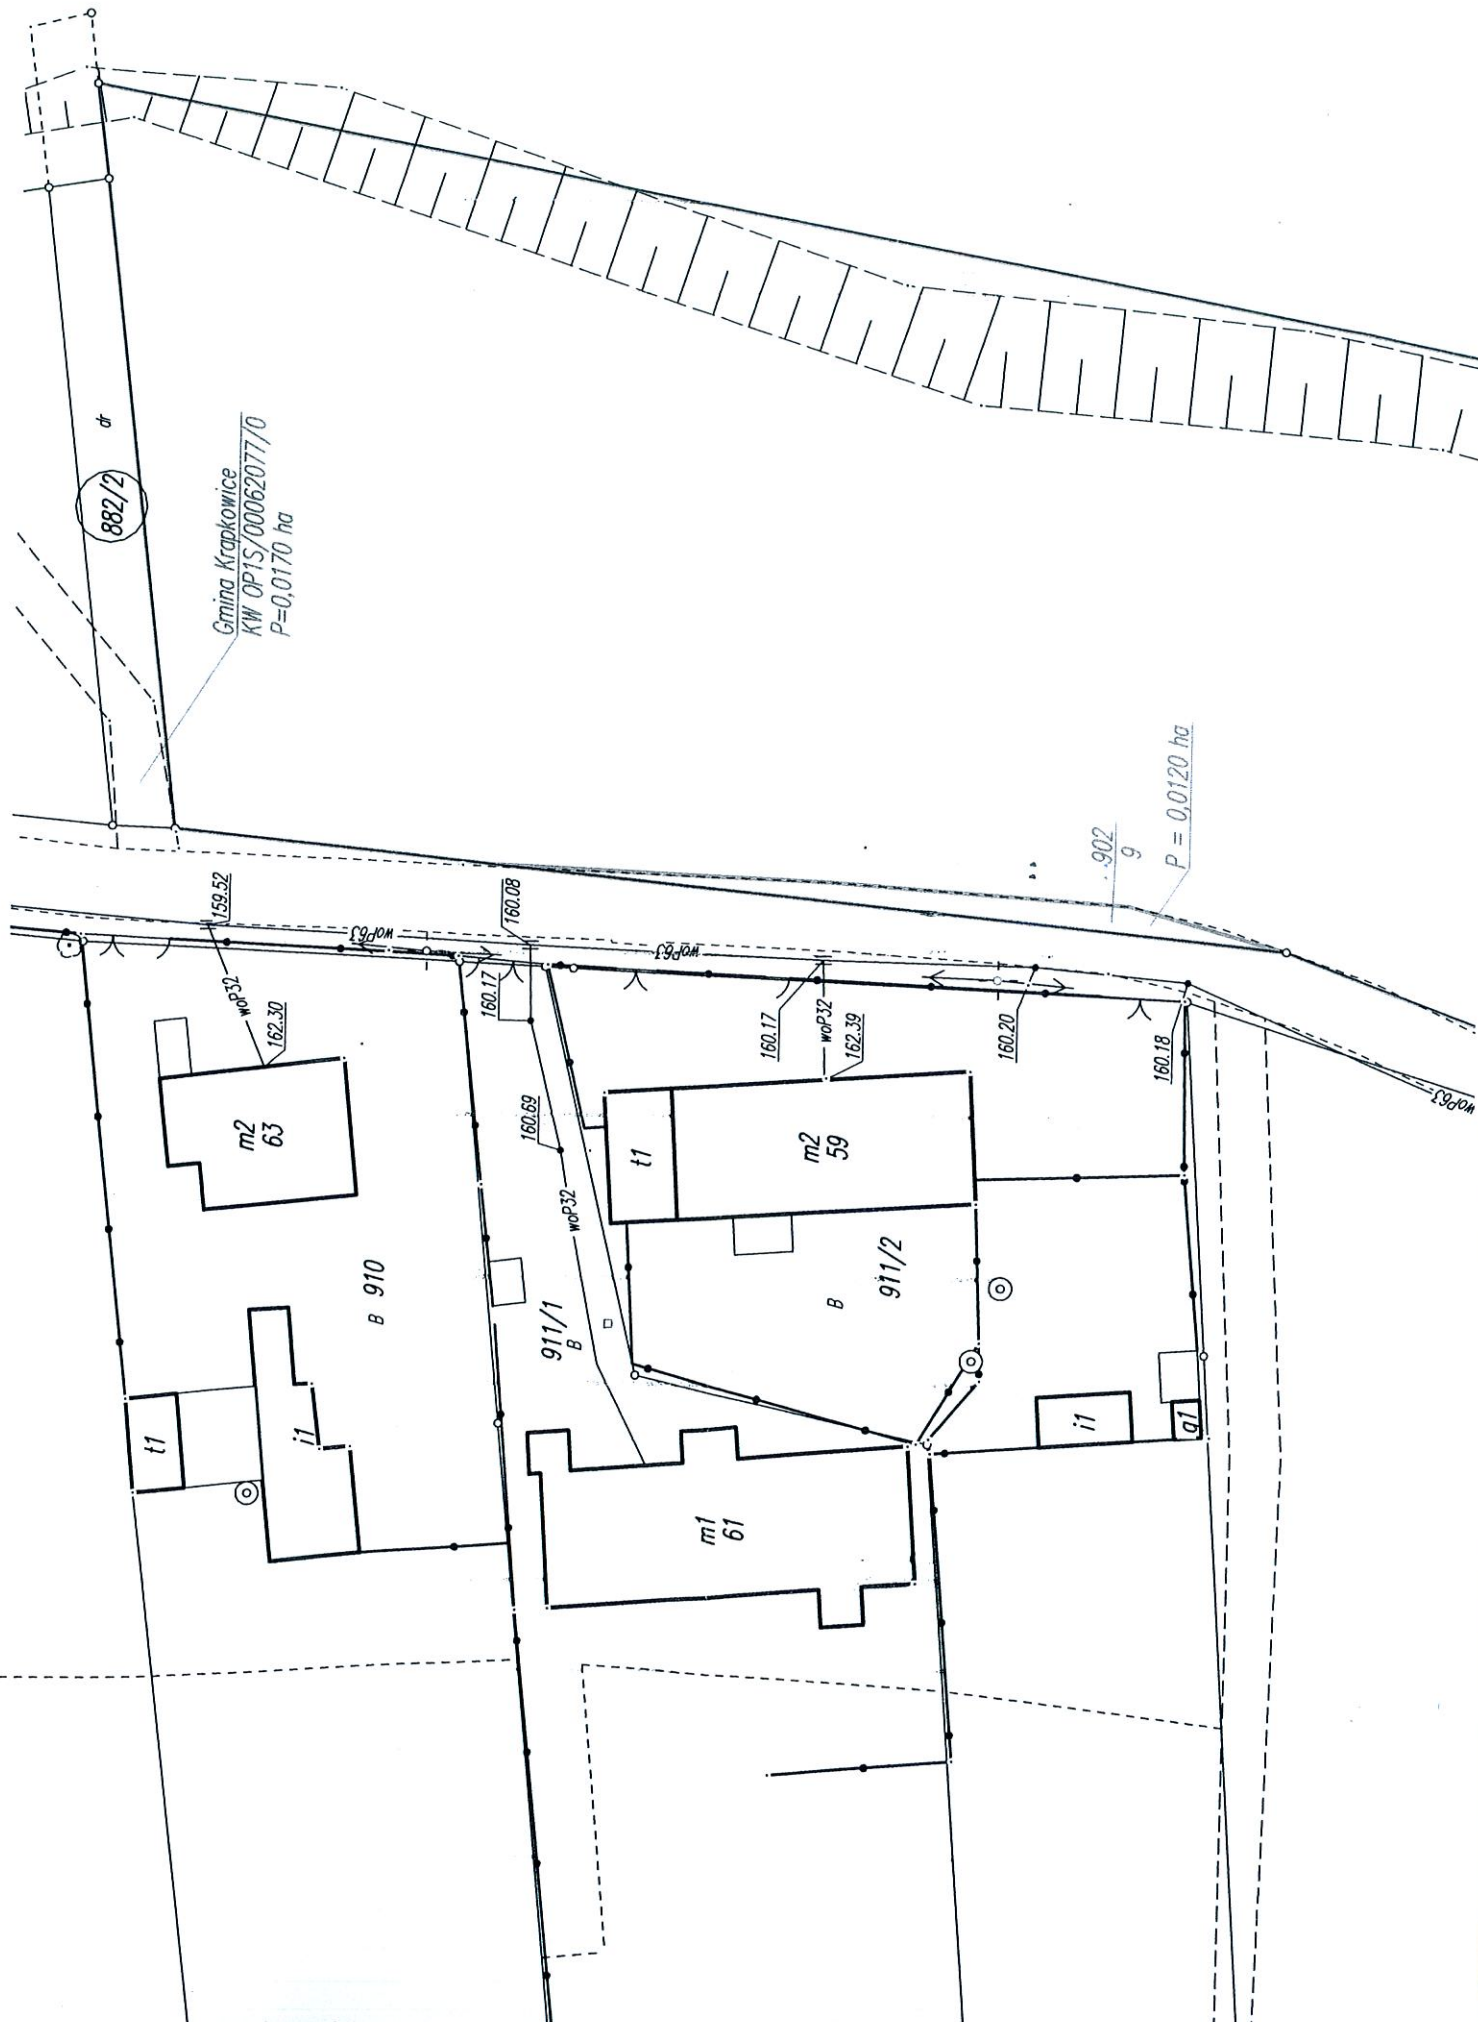 dr
882/2
Gmina Krapkowice
KW OP1S/00062077/0
P=0,0170 ha
902
9
P = 0,0120 ha
159.52
160.08
woP63
woP63
woP32
162.30
160.17
160.17
woP32
162.39
160.20
160.18
woP63
m2
63
160.69
t1
m2
59
woP32
910
B
911/1
B
911/2
B
t1
i1
i1
g1
m1
61